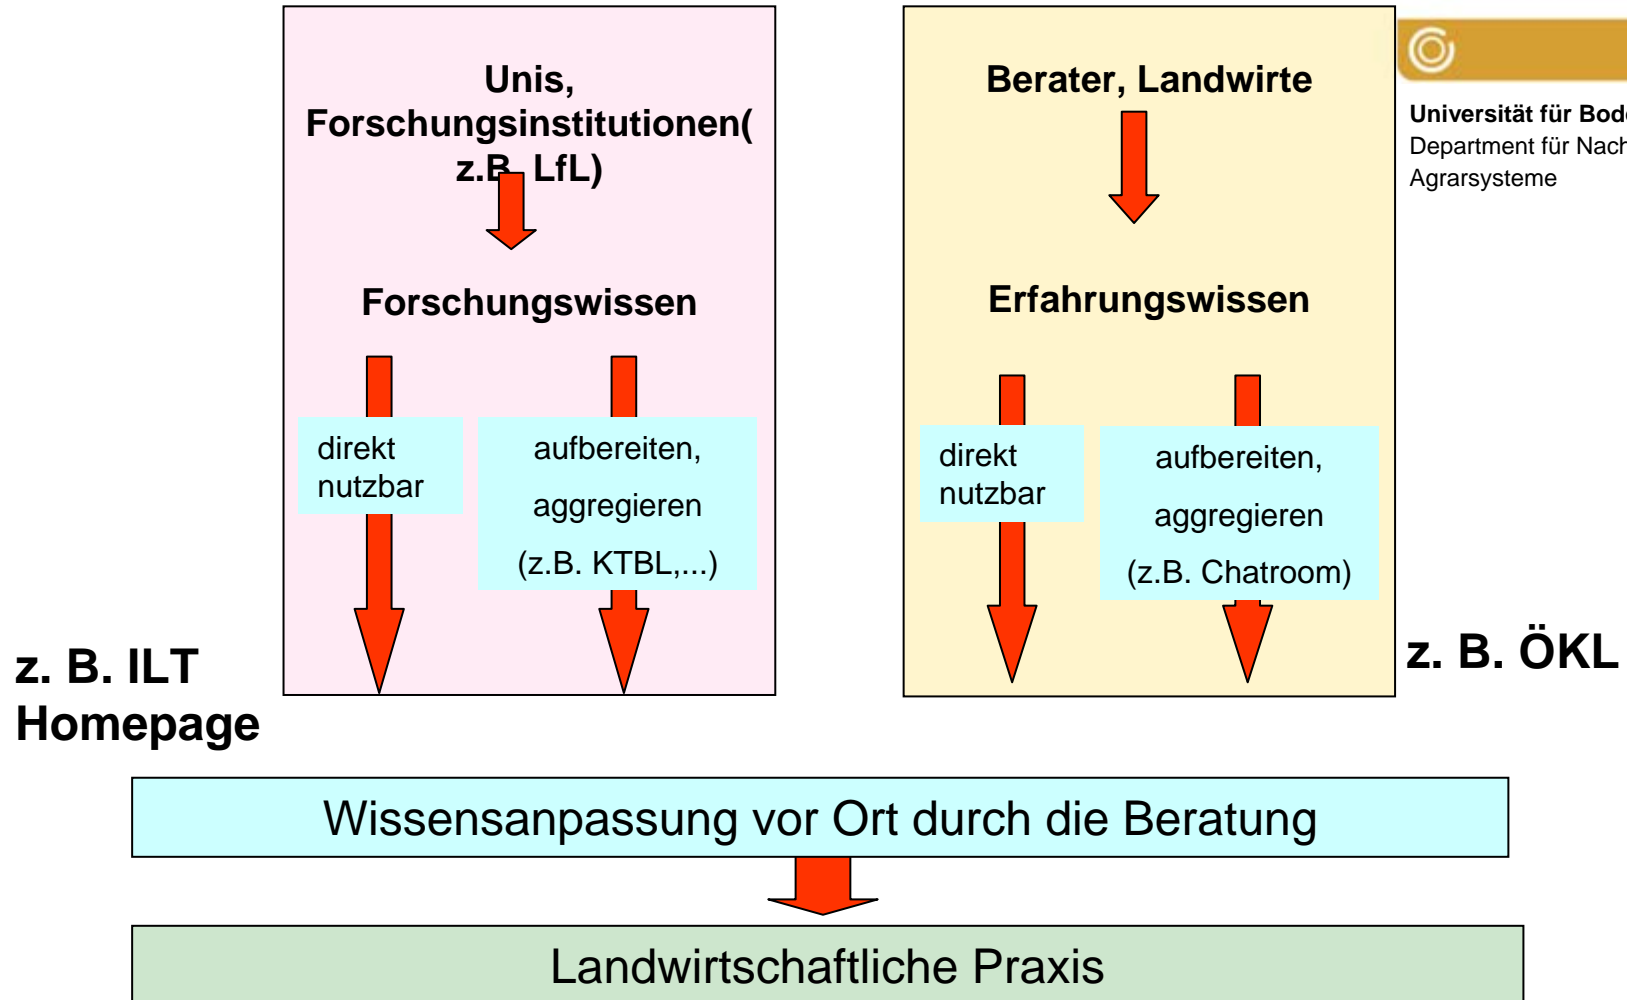 Unis,
Forschungsinstitutionen(
z.B. LfL)
Forschungswissen
direkt
nutzbar
aufbereiten,
aggregieren
(z.B. KTBL,...)
Berater, Landwirte
Erfahrungswissen
direkt
nutzbar
aufbereiten,
aggregieren
(z.B. Chatroom)
Universität für Bod
Department für Nach
Agrarsysteme
z. B. ILT
Homepage
z. B. ÖKL
Wissensanpassung vor Ort durch die Beratung
Landwirtschaftliche Praxis